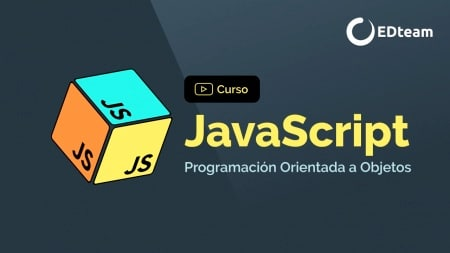 EDteam
Curso
JavaScript
Programación Orientada a Objetos
JS
JS
JS